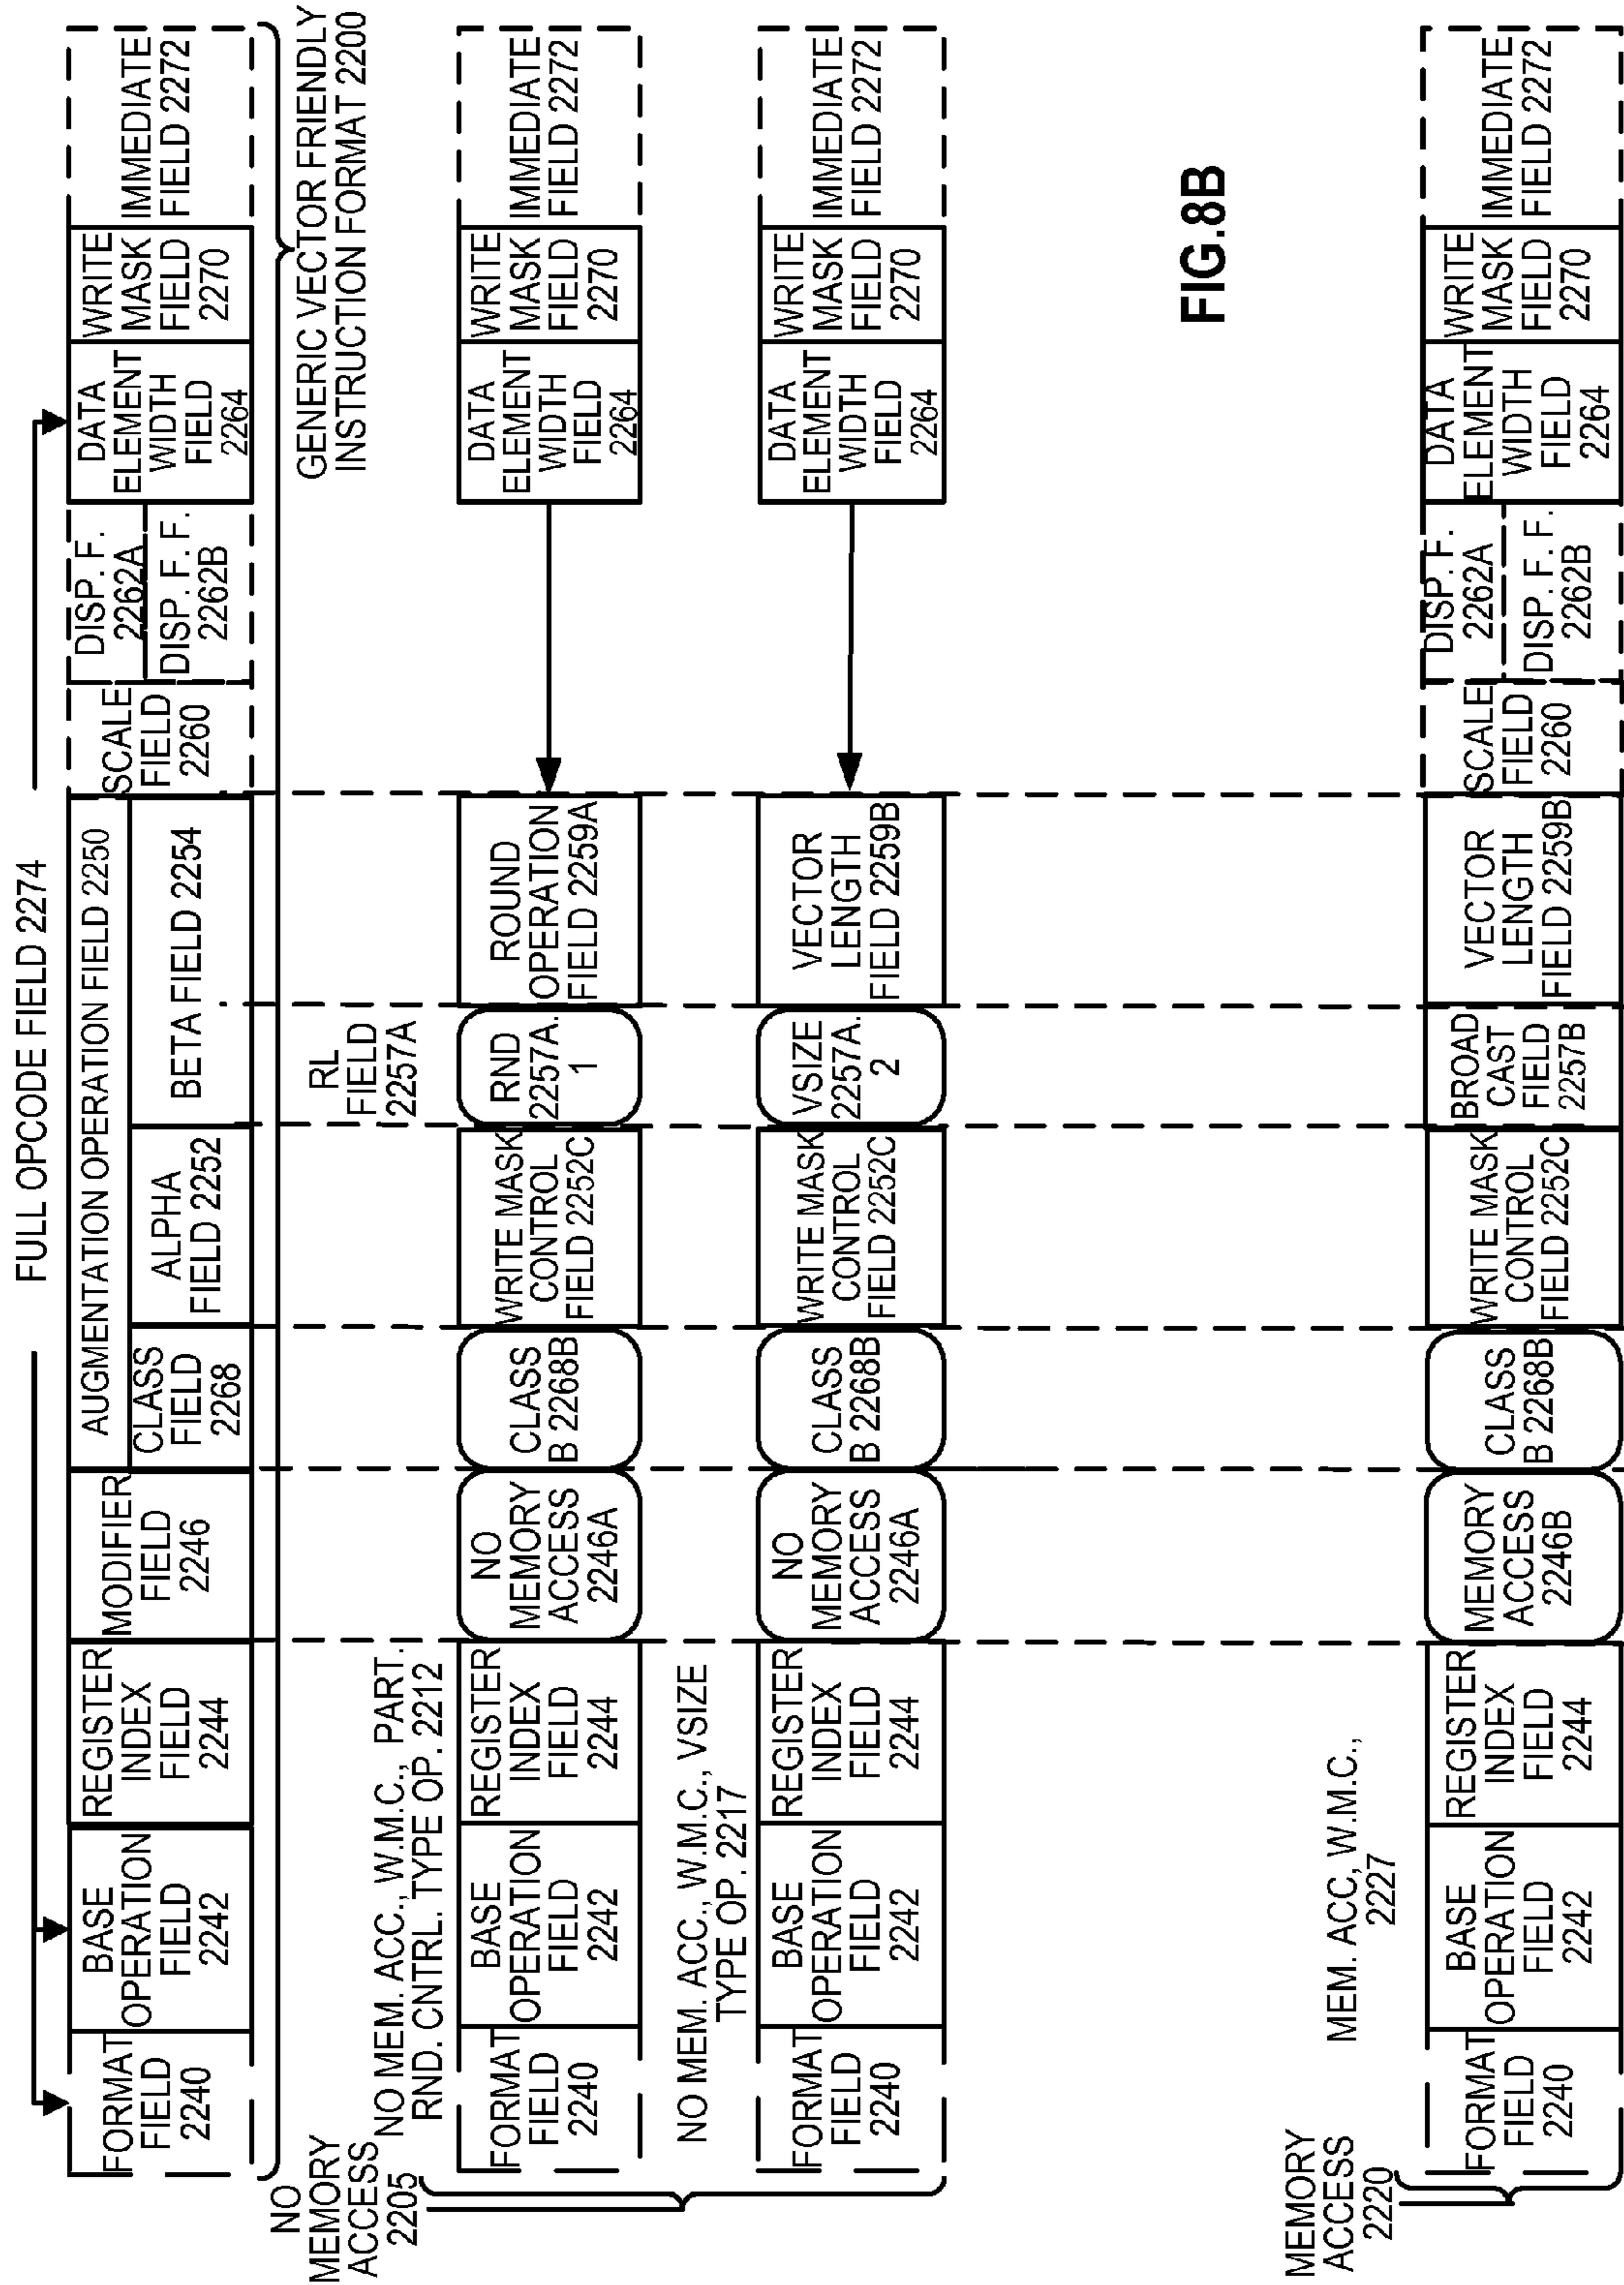 FULL OPCODE FIELD 2274
FORMAT
FIELD
2240
BASE
OPERATION
FIELD
2242
REGISTER
INDEX
FIELD
2244
MODIFIER
FIELD
2246
AUGMENTATION OPERATION FIELD 2250
CLASS
FIELD
2268
ALPHA
FIELD 2252
BETA FIELD 2254
SCALE
FIELD
2260
DISP. F.
2262A
DISP. F. F.
2262B
DATA
ELEMENT
WIDTH
FIELD
2264
WRITE
MASK
FIELD
2270
IMMEDIATE
FIELD 2272
GENERIC VECTOR FRIENDLY
INSTRUCTION FORMAT 2200
NO
MEMORY
ACCESS
2205
NO MEM. ACC., W.M.C., PART.
RND. CNTRL. TYPE OP. 2212
RL
FIELD
2257A
FORMAT
FIELD
2240
BASE
OPERATION
FIELD
2242
REGISTER
INDEX
FIELD
2244
NO
MEMORY
ACCESS
2246A
CLASS
B 2268B
WRITE MASK
CONTROL
FIELD 2252C
RND
2257A.
1
ROUND
OPERATION
FIELD 2259A
DATA
ELEMENT
WIDTH
FIELD
2264
WRITE
MASK
FIELD
2270
IMMEDIATE
FIELD 2272
NO MEM. ACC., W.M.C., VSIZE
TYPE OP. 2217
FORMAT
FIELD
2240
BASE
OPERATION
FIELD
2242
REGISTER
INDEX
FIELD
2244
NO
MEMORY
ACCESS
2246A
CLASS
B 2268B
WRITE MASK
CONTROL
FIELD 2252C
VSIZE
2257A.
2
VECTOR
LENGTH
FIELD 2259B
DATA
ELEMENT
WIDTH
FIELD
2264
WRITE
MASK
FIELD
2270
IMMEDIATE
FIELD 2272
FIG.8B
MEMORY
ACCESS
2220
MEM. ACC, W.M.C.,
2227
FORMAT
FIELD
2240
BASE
OPERATION
FIELD
2242
REGISTER
INDEX
FIELD
2244
MEMORY
ACCESS
2246B
CLASS
B 2268B
WRITE MASK
CONTROL
FIELD 2252C
BROAD
CAST
FIELD
2257B
VECTOR
LENGTH
FIELD 2259B
SCALE
FIELD
2260
DISP. F.
2262A
DISP. F. F.
2262B
DATA
ELEMENT
WIDTH
FIELD
2264
WRITE
MASK
FIELD
2270
IMMEDIATE
FIELD 2272